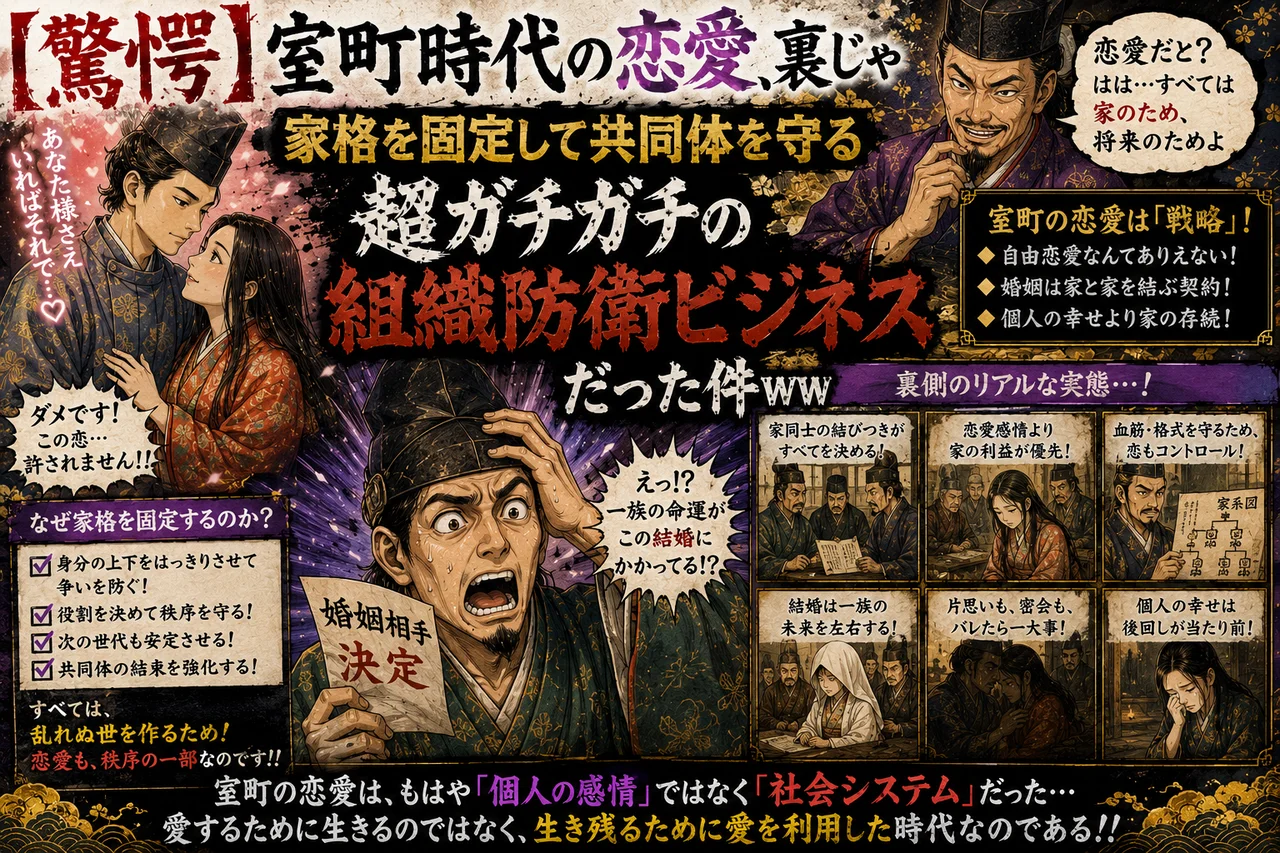 【驚愕】室町時代の恋愛、裏じゃ
家格を固定して共同体を守る
超ガチガチの
組織防衛ビジネス
だった件ww
あなた様さえ
いればそれで…♡
ダメです!
この恋…
許されません!!
恋愛だと?
はは…すべては
家のため、
将来のためよ
室町の恋愛は「戦略」!
◆自由恋愛なんてありえない!
◆婚姻は家と家を結ぶ契約!
◆個人の幸せより家の存続!
なぜ家格を固定するのか?
☑身分の上下をはっきりさせて
争いを防ぐ!
☑役割を決めて秩序を守る!
☑次の世代も安定させる!
☑共同体の結束を強化する!
すべては、
乱れぬ世を作るため!
恋愛も、秩序の一部なのです!!
婚姻相手
決定
えっ!?
一族の命運が
この結婚に
かかってる!?
裏側のリアルな実態…!
家同士の結びつきが
すべてを決める!
恋愛感情より
家の利益が優先!
血筋・格式を守るため、
恋もコントロール!
家系図
結婚は一族の
未来を左右する!
片思いも、密会も、
バレたら一大事!
個人の幸せは
後回しが当たり前!
室町の恋愛は、もはや「個人の感情」ではなく「社会システム」だった…
愛するために生きるのではなく、生き残るために愛を利用した時代なのである!!